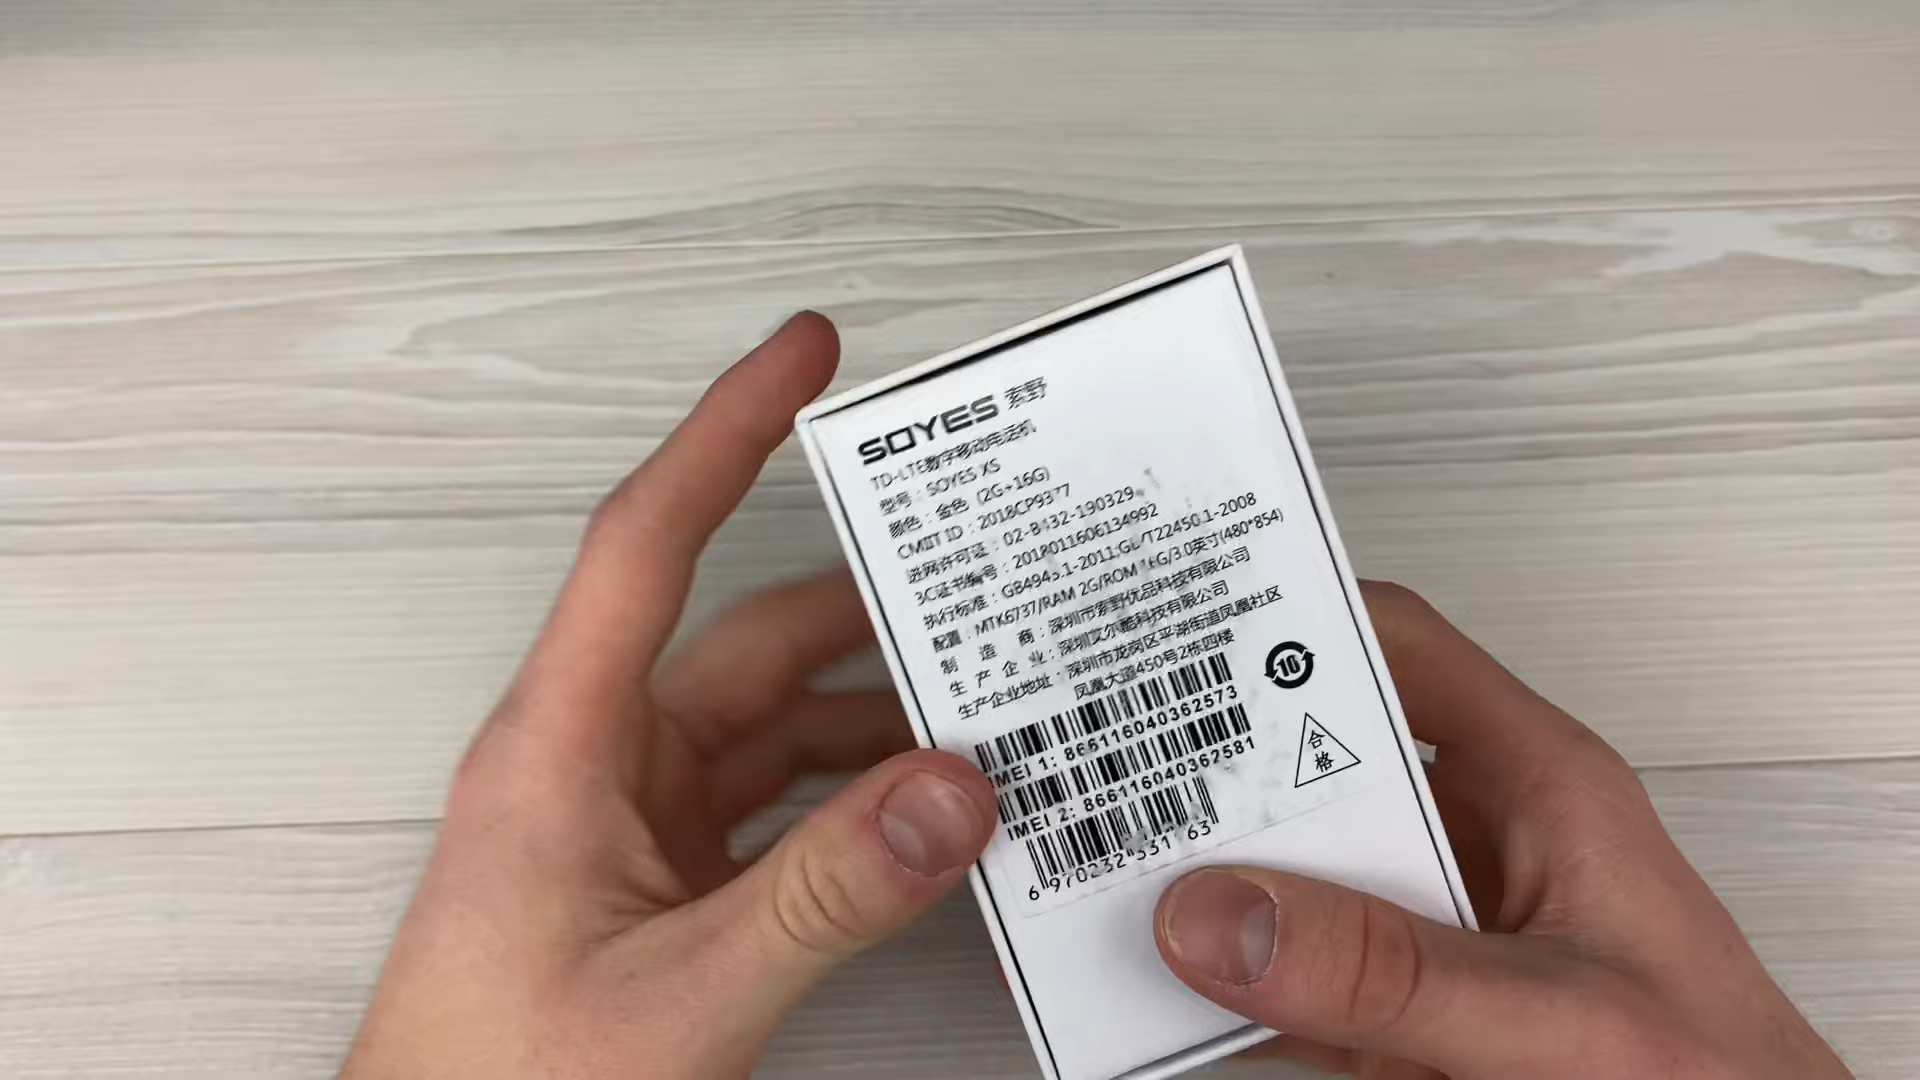 SOYES 索野
TD-LTE数字移动电话机
型号：SOYES XS
颜色：金色 (2G+16G)
CMIIT ID：2018CP9377
进网许可证：02-B432-190329
3C证书编号：2018011606134992
执行标准：GB4943.1-2011;GB/T22450.1-2008
配置：MTK6737/RAM 2G/ROM 16G/3.0英寸(480*854)
制造商：深圳市索野优品科技有限公司
生产企业：深圳艾尔酷科技有限公司
生产企业地址：深圳市龙岗区平湖街道凤凰社区
凤凰大道450号2栋四楼
IMEI 1: 866116040362573
IMEI 2: 866116040367581
6 970232 331 63
10
合格